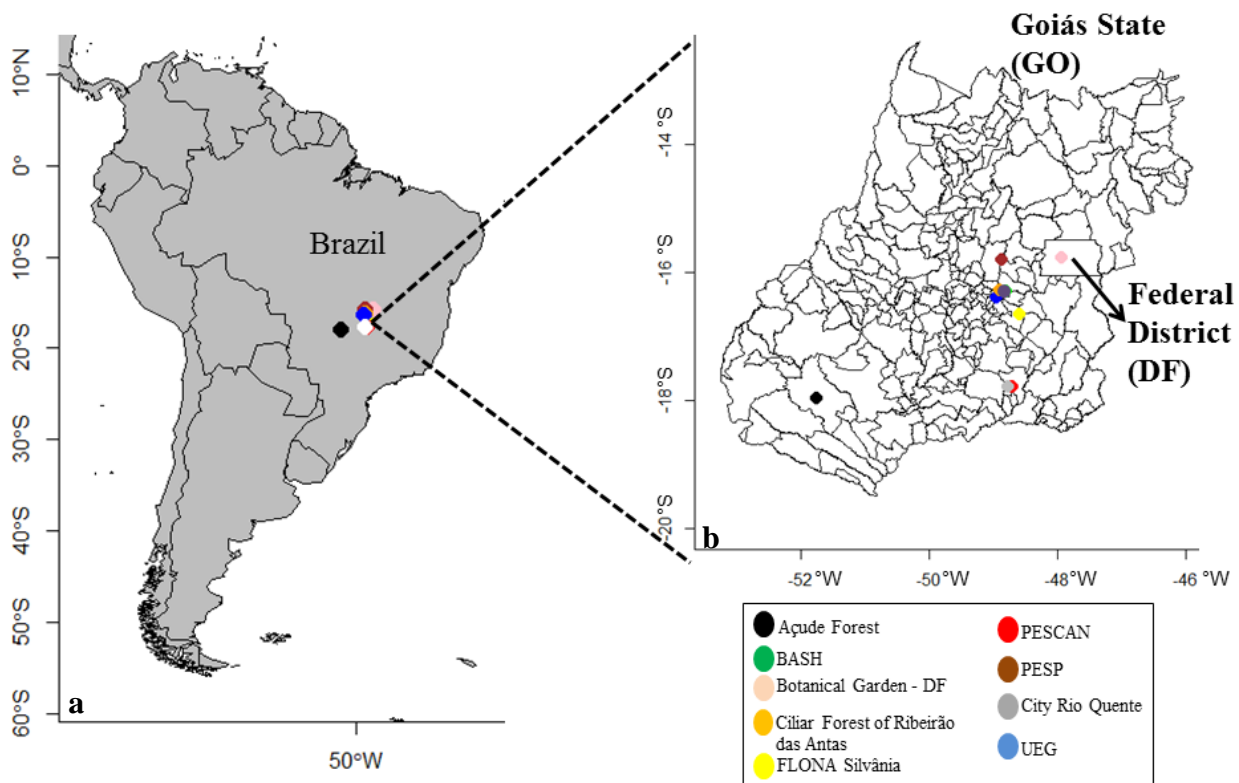 10°N
0°
10°S
20°S
30°S
40°S
50°S
60°S
50°W
Brazil
a
Goiás State
(GO)
-14°S
-16°S
-18°S
-20°S
-52°W
-50°W
-48°W
-46°W
Federal
District
(DF)
b
Açude Forest
BASH
Botanical Garden - DF
Ciliar Forest of Ribeirão
das Antas
FLONA Silvânia
PESCAN
PESP
City Rio Quente
UEG